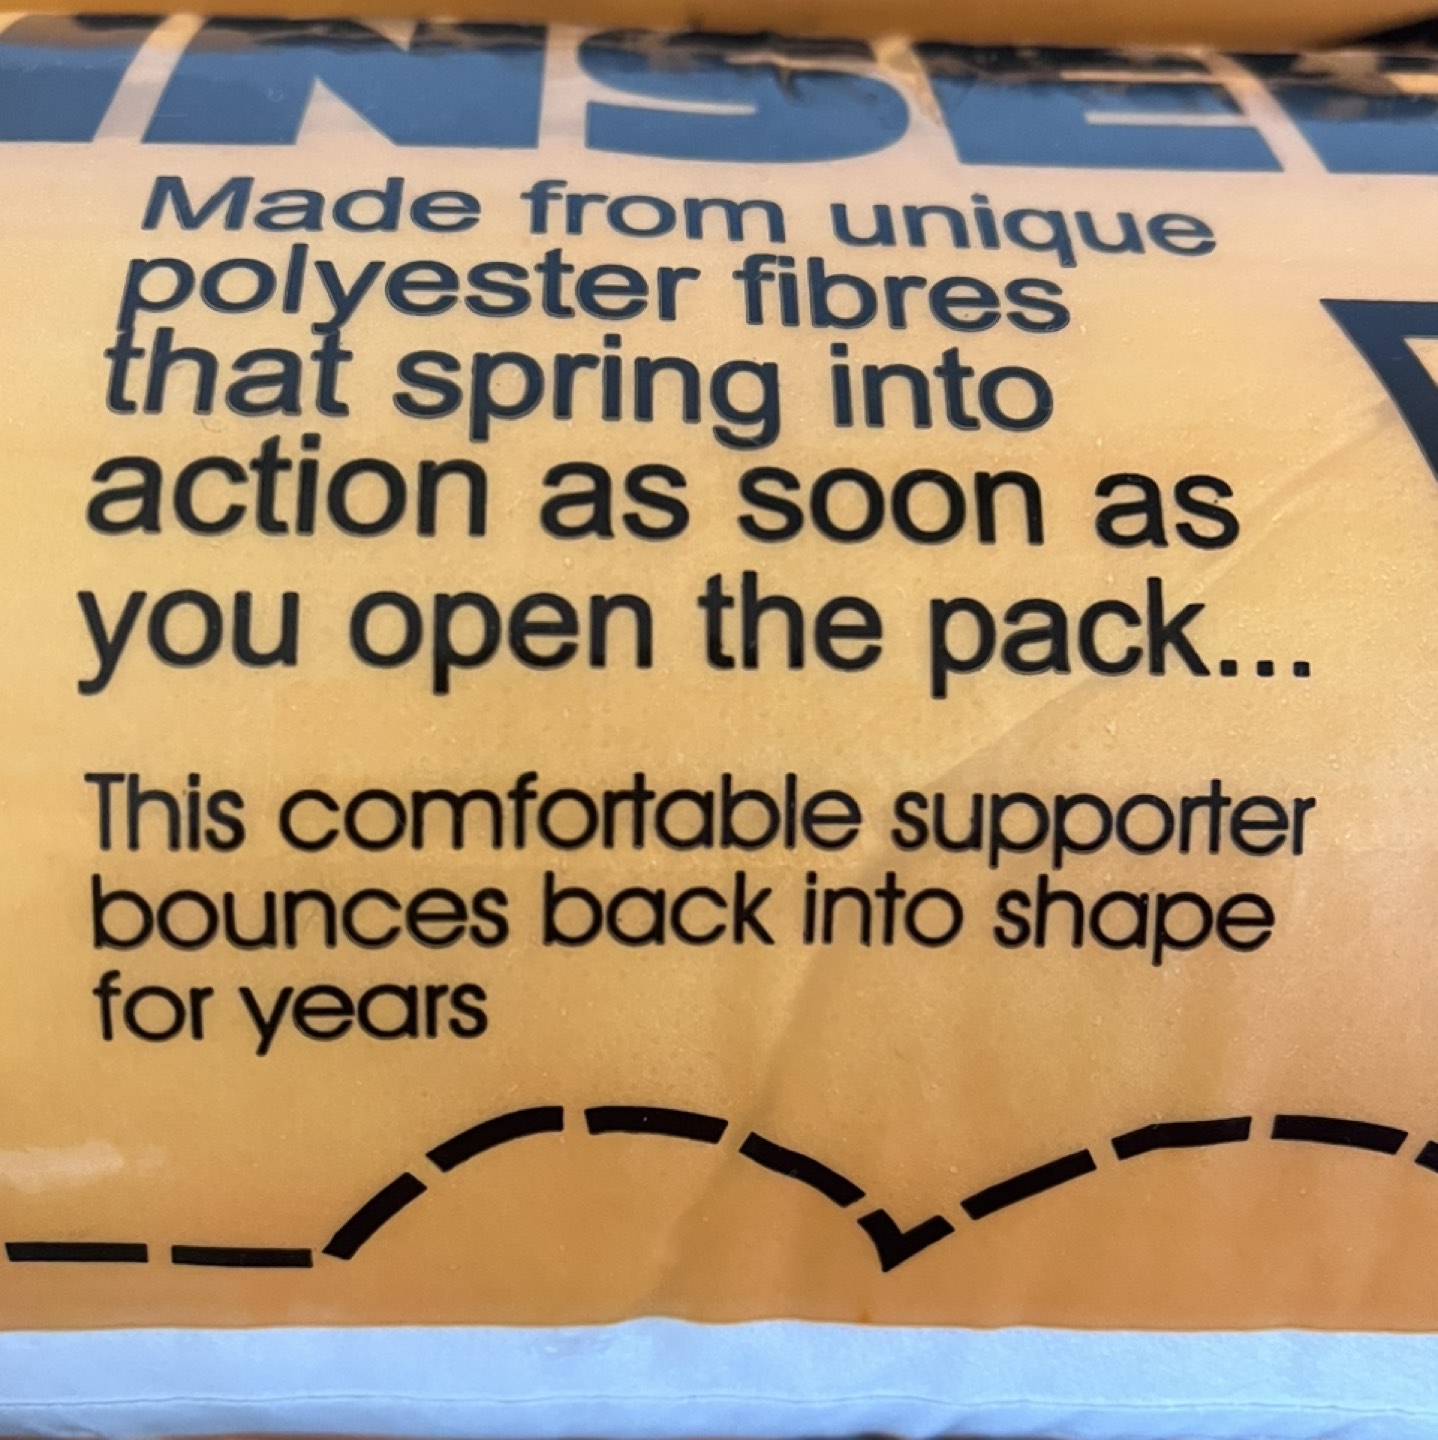 Made from unique
polyester fibres
that spring into
action as soon as
you open the pack...
This comfortable supporter
bounces back into shape
for years